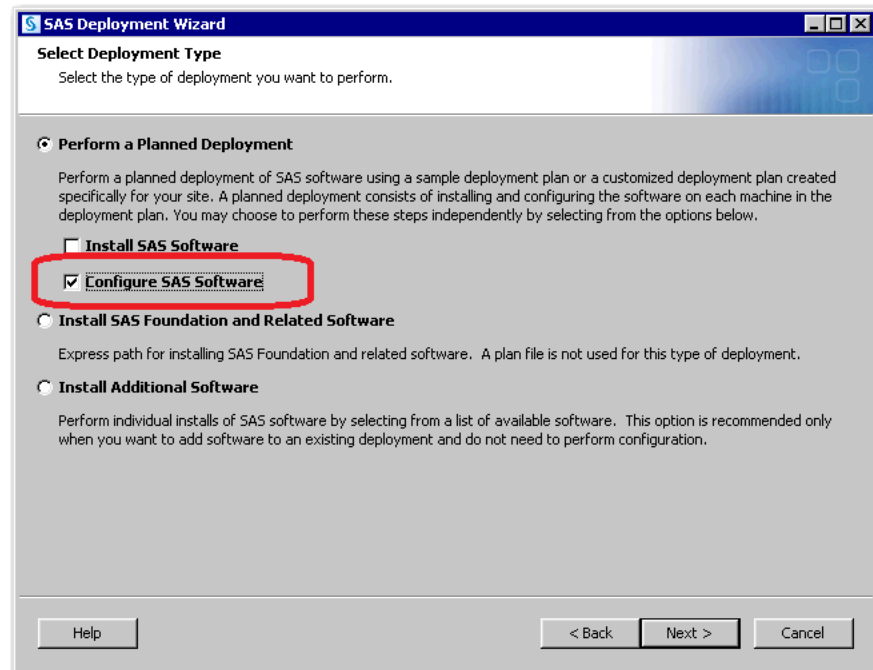 SAS Deployment Wizard
Select Deployment Type
Select the type of deployment you want to perform.
Perform a Planned Deployment
Perform a planned deployment of SAS software using a sample deployment plan or a customized deployment plan created
specifically for your site. A planned deployment consists of installing and configuring the software on each machine in the
deployment plan. You may choose to perform these steps independently by selecting from the options below.
Install SAS Software
Configure SAS Software
Install SAS Foundation and Related Software
Express path for installing SAS Foundation and related software. A plan file is not used for this type of deployment.
Install Additional Software
Perform individual installs of SAS software by selecting from a list of available software. This option is recommended only
when you want to add software to an existing deployment and do not need to perform configuration.
Help
< Back
Next >
Cancel